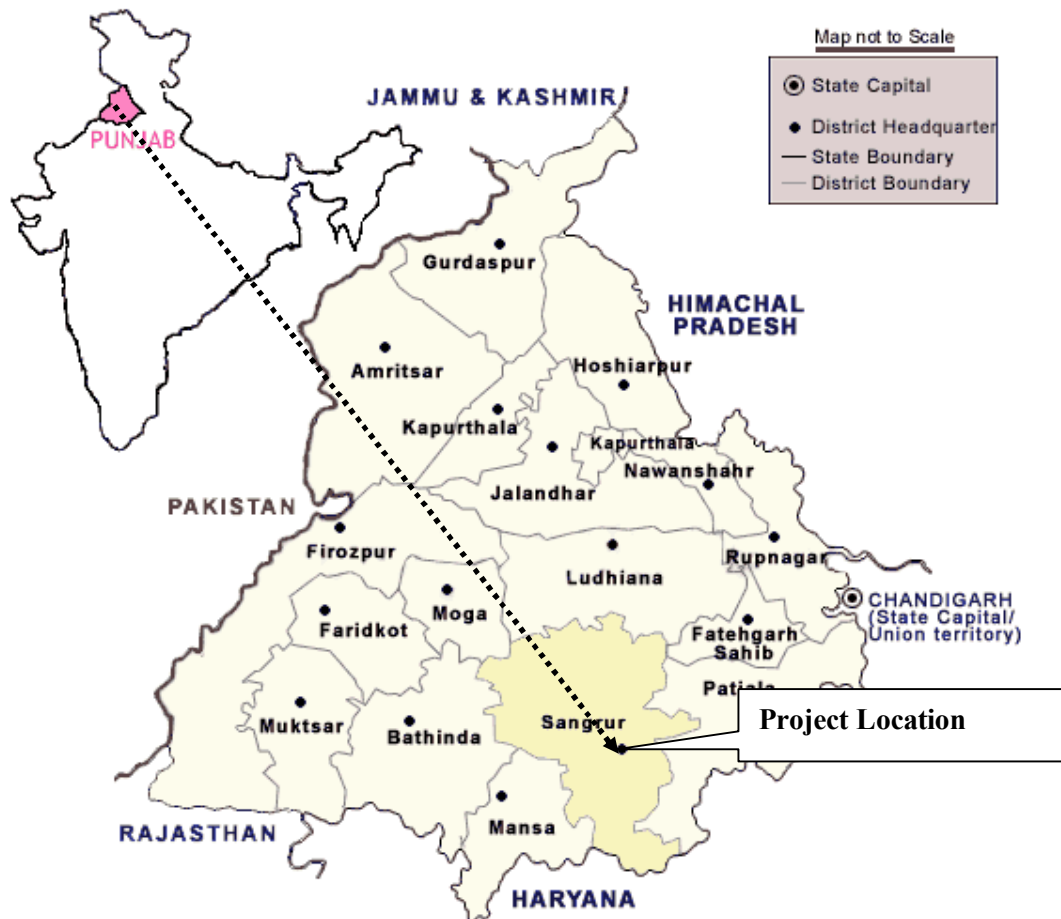 Map not to Scale
State Capital
District Headquarter
State Boundary
District Boundary
PUNJAB
JAMMU & KASHMIR
Gurdaspur
HIMACHAL
PRADESH
Amritsar
Hoshiarpur
Kapurthala
Kapurthala
Nawanshahr
Jalandhar
PAKISTAN
Firozpur
Rupnagar
Ludhiana
CHANDIGARH
(State Capital/
Union territory)
Moga
Faridkot
Fatehgarh
Sahib
Patiala
Project Location
Sangrur
Muktsar
Bathinda
Mansa
RAJASTHAN
HARYANA